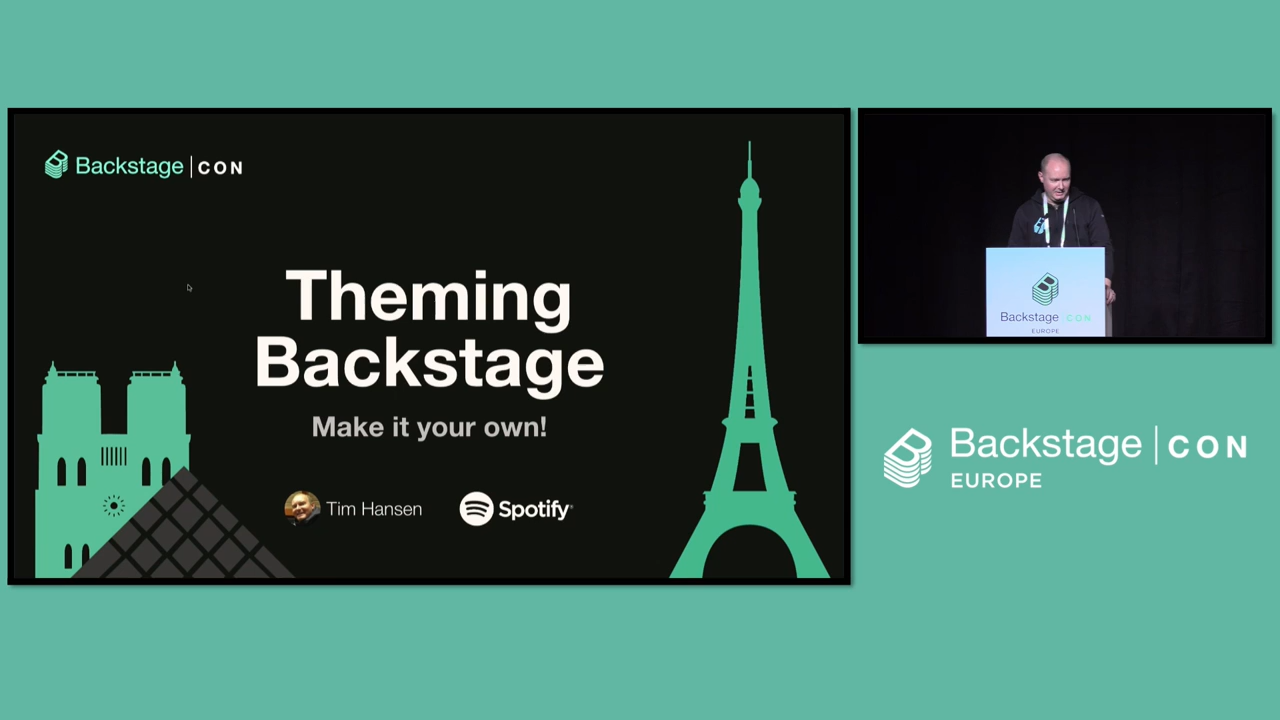 Backstage | CON
Theming
Backstage
Make it your own!
Tim Hansen
Spotify
Backstage CON
EUROPE
Backstage | CON
EUROPE